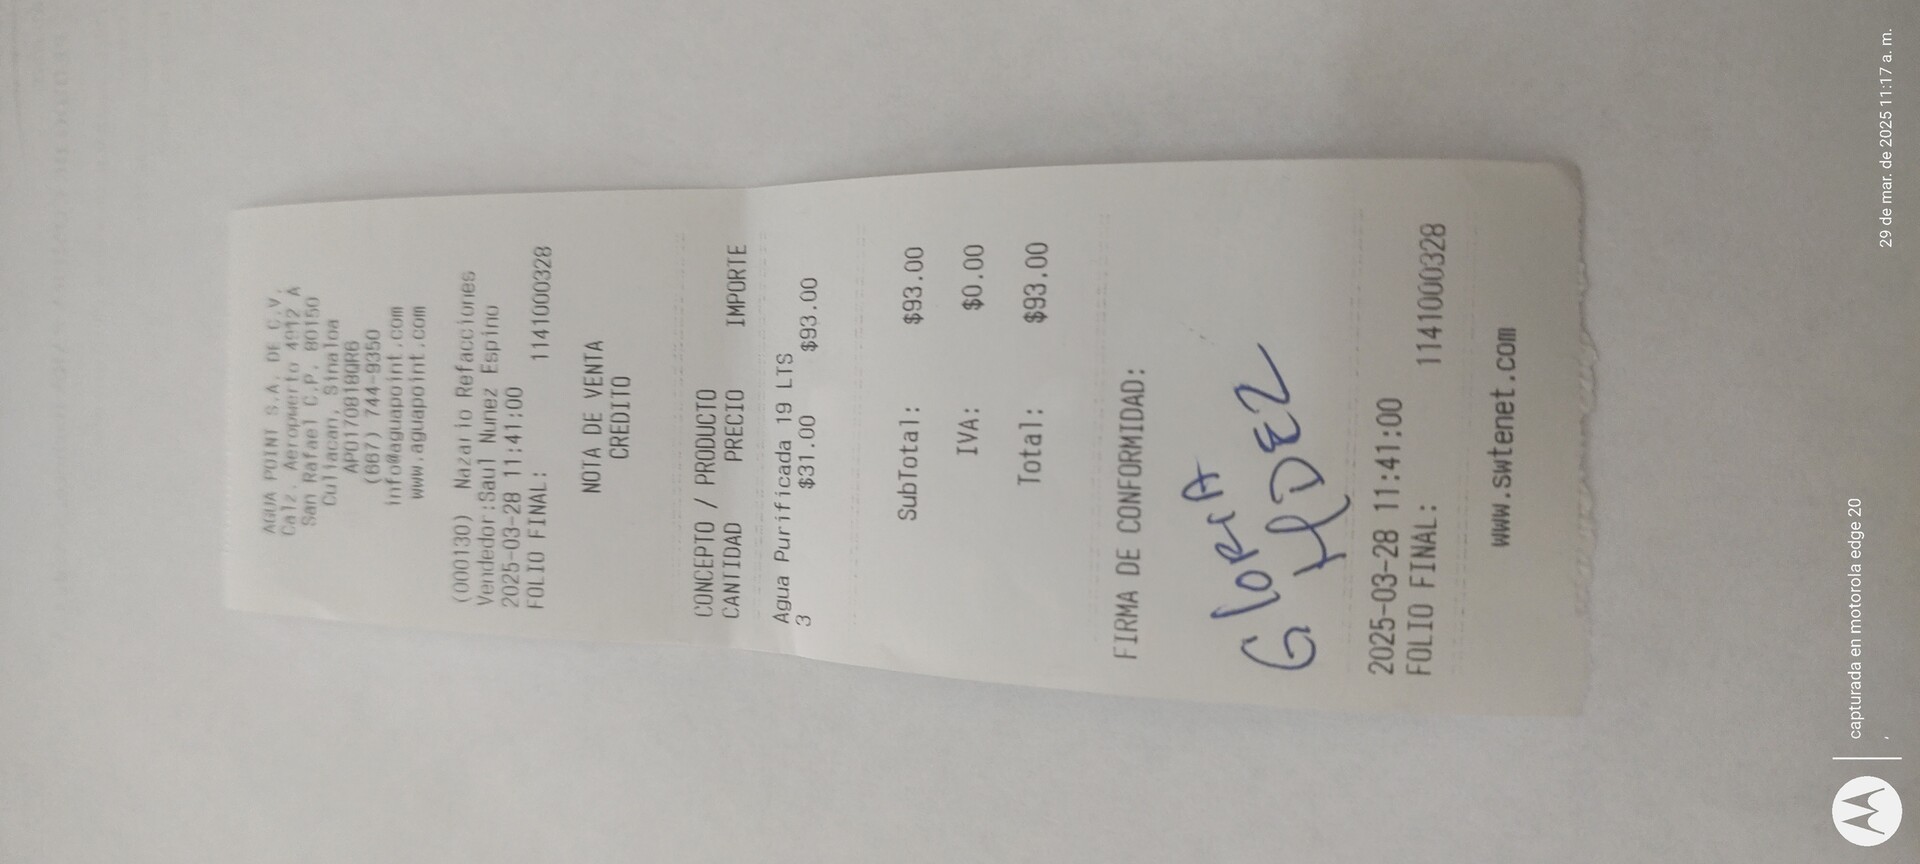 AGUA POINT S.A. DE C.V.
Calz. Aeropuerto 4912 A
San Rafael C.P. 80150
Culiacan, Sinaloa
APO170818QR6
(667) 744-9350
info@aguapoint.com
www.aguapoint.com
(000130) Nazario Refacciones
Vendedor:Saul Nunez Espino
2025-03-28 11:41:00
FOLIO FINAL: 1141000328
NOTA DE VENTA
CREDITO
CONCEPTO / PRODUCTO
CANTIDAD PRECIO IMPORTE
Agua Purificada 19 LTS
3 $31.00 $93.00
SubTotal: $93.00
IVA: $0.00
Total: $93.00
FIRMA DE CONFORMIDAD:
GlORiA
HDEZ
2025-03-28 11:41:00
FOLIO FINAL: 1141000328
www.swtenet.com
capturada en motorola edge 20
29 de mar. de 2025 11:17 a. m.